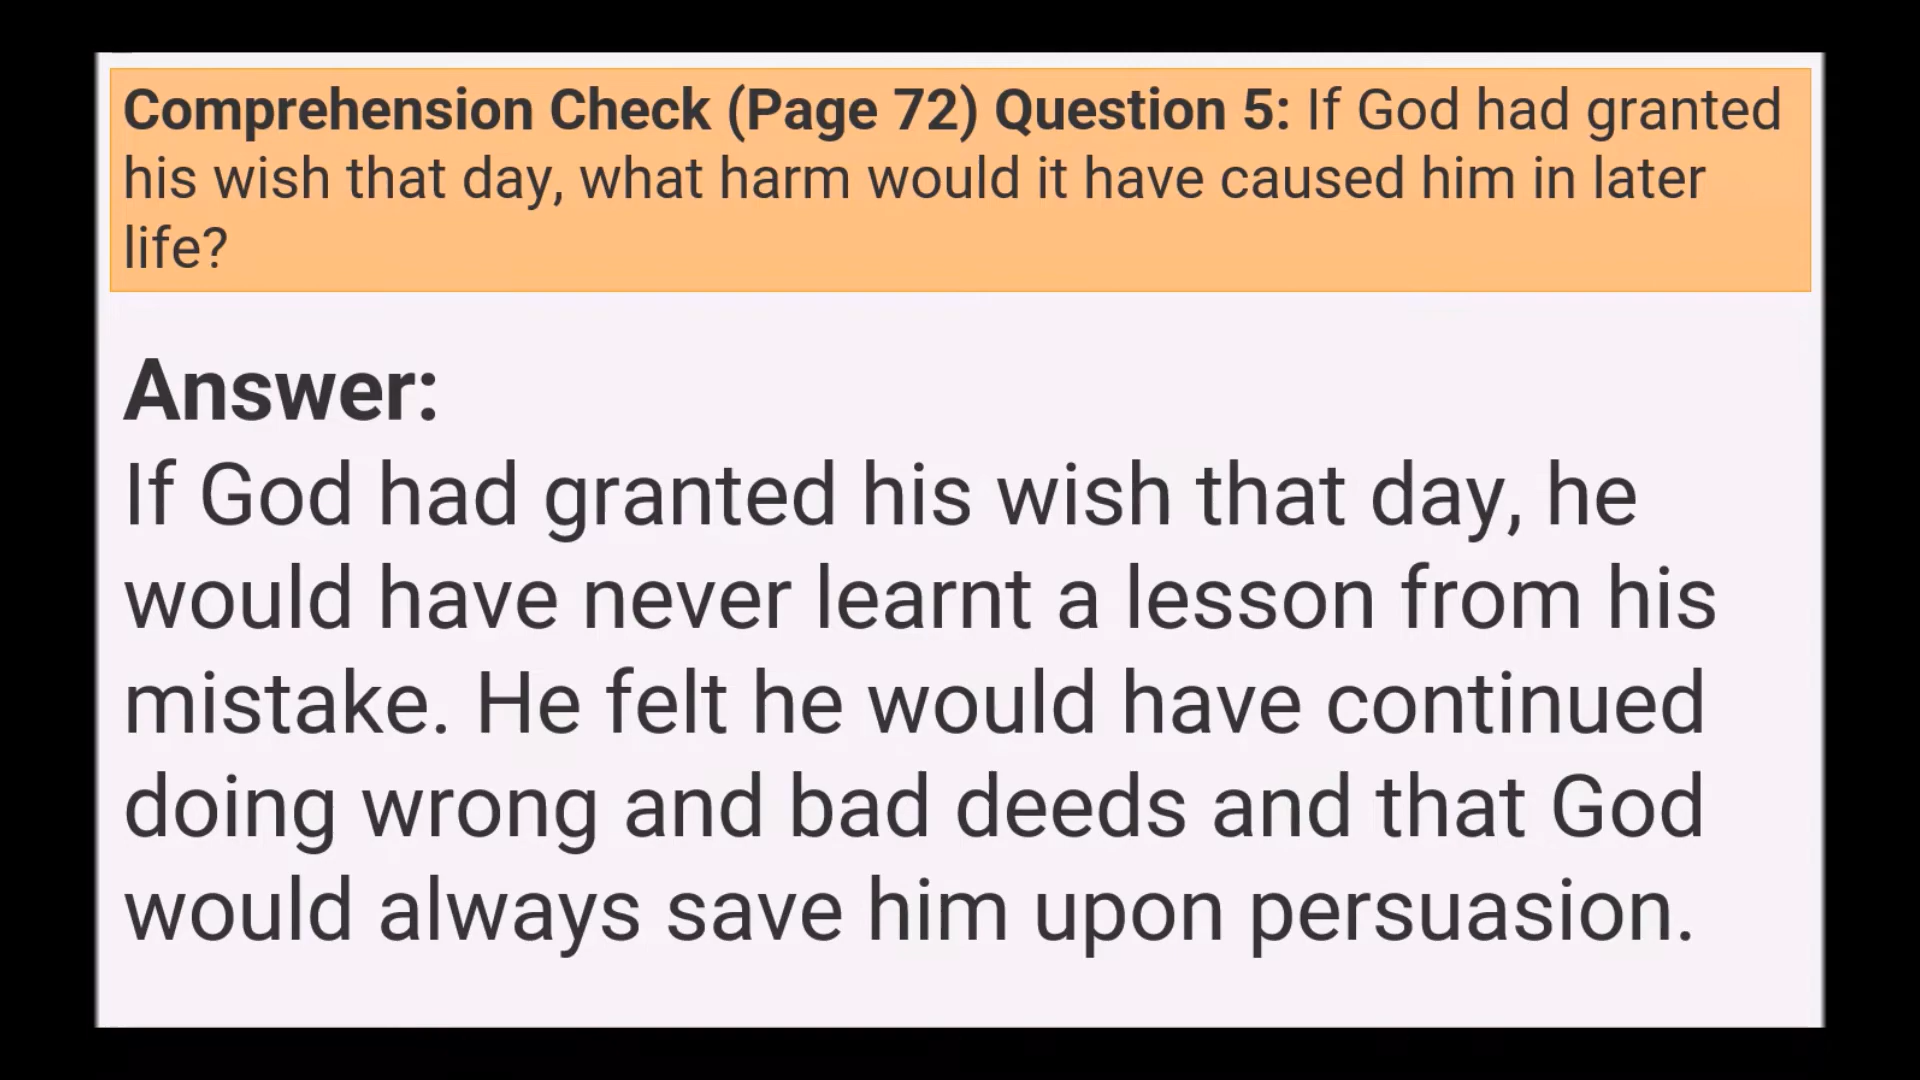 Comprehension Check (Page 72) Question 5: If God had granted
his wish that day, what harm would it have caused him in later
life?
Answer:
If God had granted his wish that day, he
would have never learnt a lesson from his
mistake. He felt he would have continued
doing wrong and bad deeds and that God
would always save him upon persuasion.